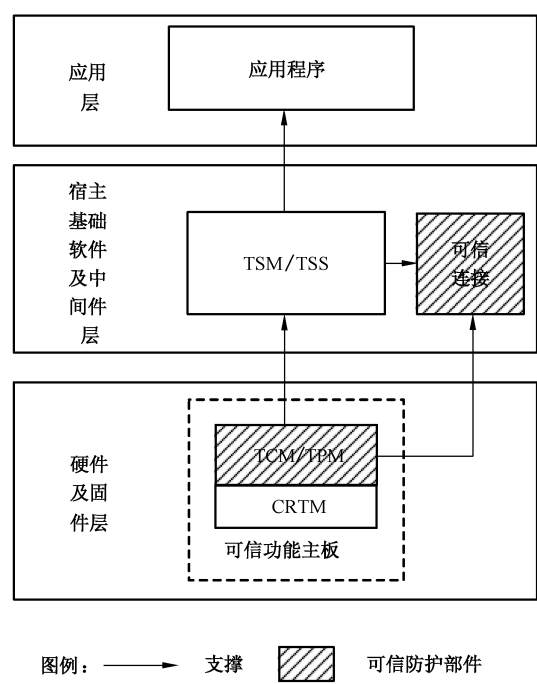 应用
层
应用程序
宿主
基础
软件
及中
间件
层
TSM/TSS
可信
连接
硬件
及固
件层
TCM/TPM
CRTM
可信功能主板
图例： 支撑 可信防护部件